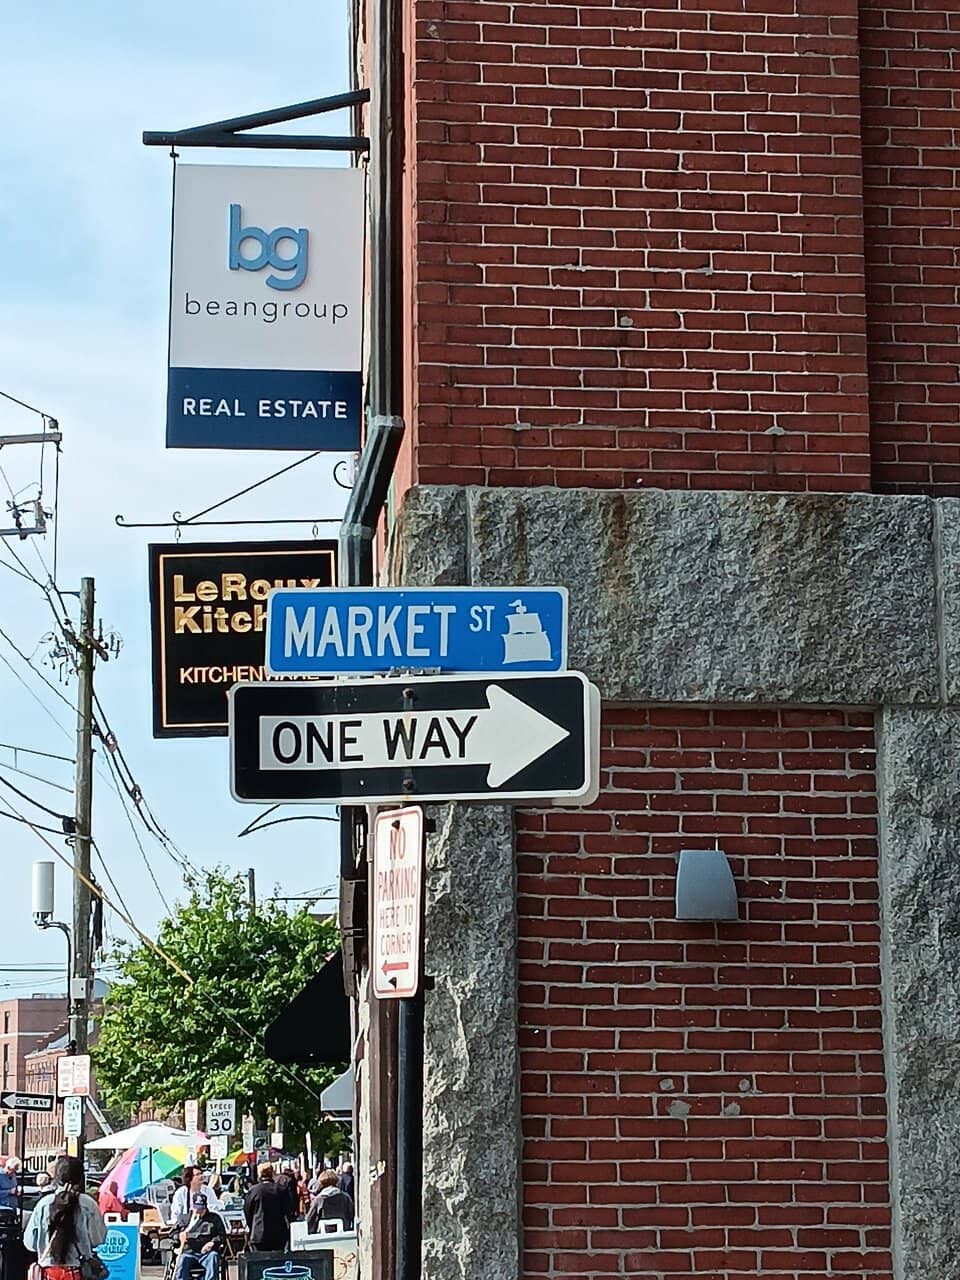 bg
beangroup
REAL ESTATE
LeRoux
Kitch
KITCHENWARE
MARKET ST
ONE WAY
NO
PARKING
HERE TO
CORNER
ONE WAY
SPEED
LIMIT
30